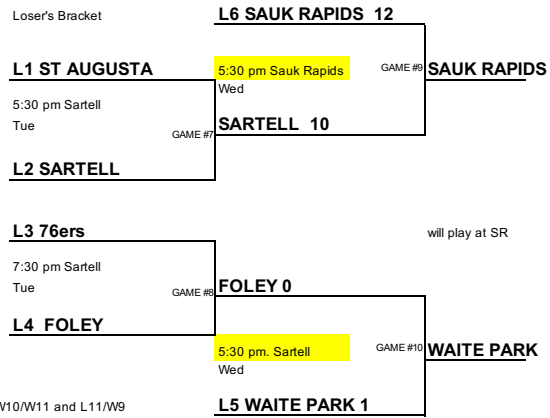 Loser's Bracket
L6 SAUK RAPIDS 12
L1 ST AUGUSTA
5:30 pm Sauk Rapids
GAME #9
SAUK RAPIDS
Wed
5:30 pm Sartell
Tue
SARTELL 10
GAME #7
L2 SARTELL
L3 76ers
will play at SR
7:30 pm Sartell
Tue
GAME #8
FOLEY 0
L4 FOLEY
5:30 pm. Sartell
GAME #10
WAITE PARK
Wed
L5 WAITE PARK 1
W10/W11 and L11/W9